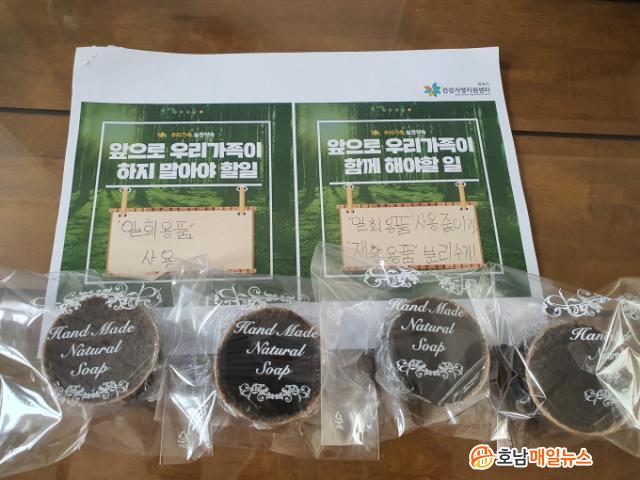 건강가정지원센터
우리가족 실천약속
앞으로 우리가족이
하지 말아야 할일
'일회용품'
사용
우리가족 실천약속
앞으로 우리가족이
함께 해야할 일
'일회용품' 사용줄이기
'재활용품' 분리수거
Hand Made
Natural
Soap
Hand Made
Natural
Soap
Hand Made
Natural
Soap
Hand Made
Natural
Soap
호남매일뉴스